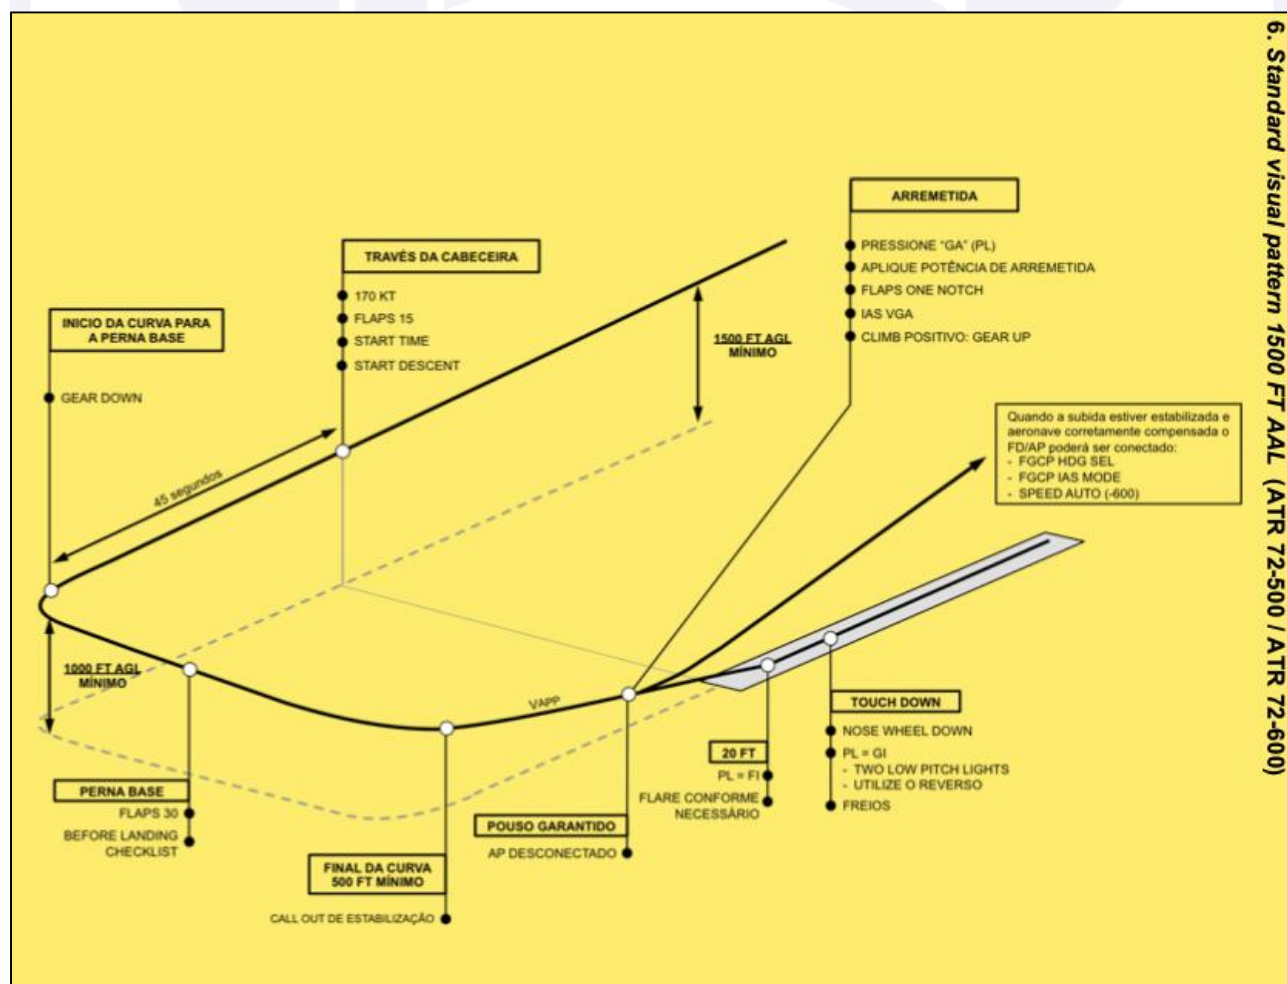 6. Standard visual pattern 1500 FT AAL (ATR 72-500 / ATR 72-600)
ARREMETIDA
PRESSIONE “GA” (PL)
APLIQUE POTÊNCIA DE ARREMETIDA
FLAPS ONE NOTCH
IAS VGA
CLIMB POSITIVO: GEAR UP
TRAVÉS DA CABECEIRA
170 KT
FLAPS 15
START TIME
START DESCENT
INICIO DA CURVA PARA
A PERNA BASE
GEAR DOWN
1500 FT AGL
MÍNIMO
45 segundos
Quando a subida estiver estabilizada e
aeronave corretamente compensada o
FD/AP poderá ser conectado:
- FGCP HDG SEL
- FGCP IAS MODE
- SPEED AUTO (-600)
1000 FT AGL
MÍNIMO
VAPP
PERNA BASE
FLAPS 30
BEFORE LANDING
CHECKLIST
FINAL DA CURVA
500 FT MÍNIMO
CALL OUT DE ESTABILIZAÇÃO
POUSO GARANTIDO
AP DESCONECTADO
20 FT
PL = FI
FLARE CONFORME
NECESSÁRIO
TOUCH DOWN
NOSE WHEEL DOWN
PL = GI
- TWO LOW PITCH LIGHTS
- UTILIZE O REVERSO
FREIOS